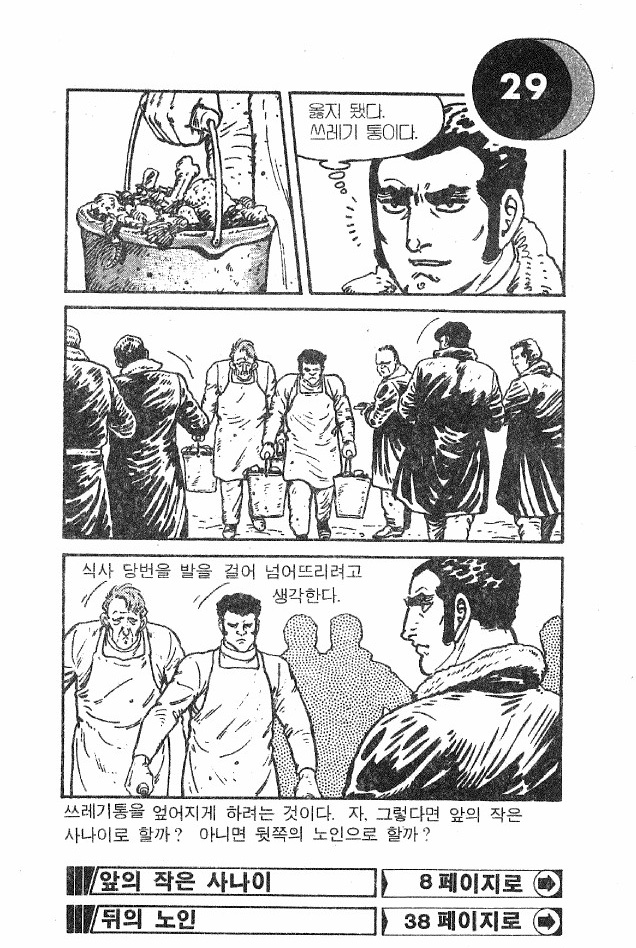 29
옳지 됐다.
쓰레기 통이다.
식사 당번을 발을 걸어 넘어뜨리려고
생각한다.
쓰레기통을 엎어지게 하려는 것이다. 자, 그렇다면 앞의 작은
사나이로 할까? 아니면 뒷쪽의 노인으로 할까?
앞의 작은 사나이 8페이지로
뒤의 노인 38페이지로